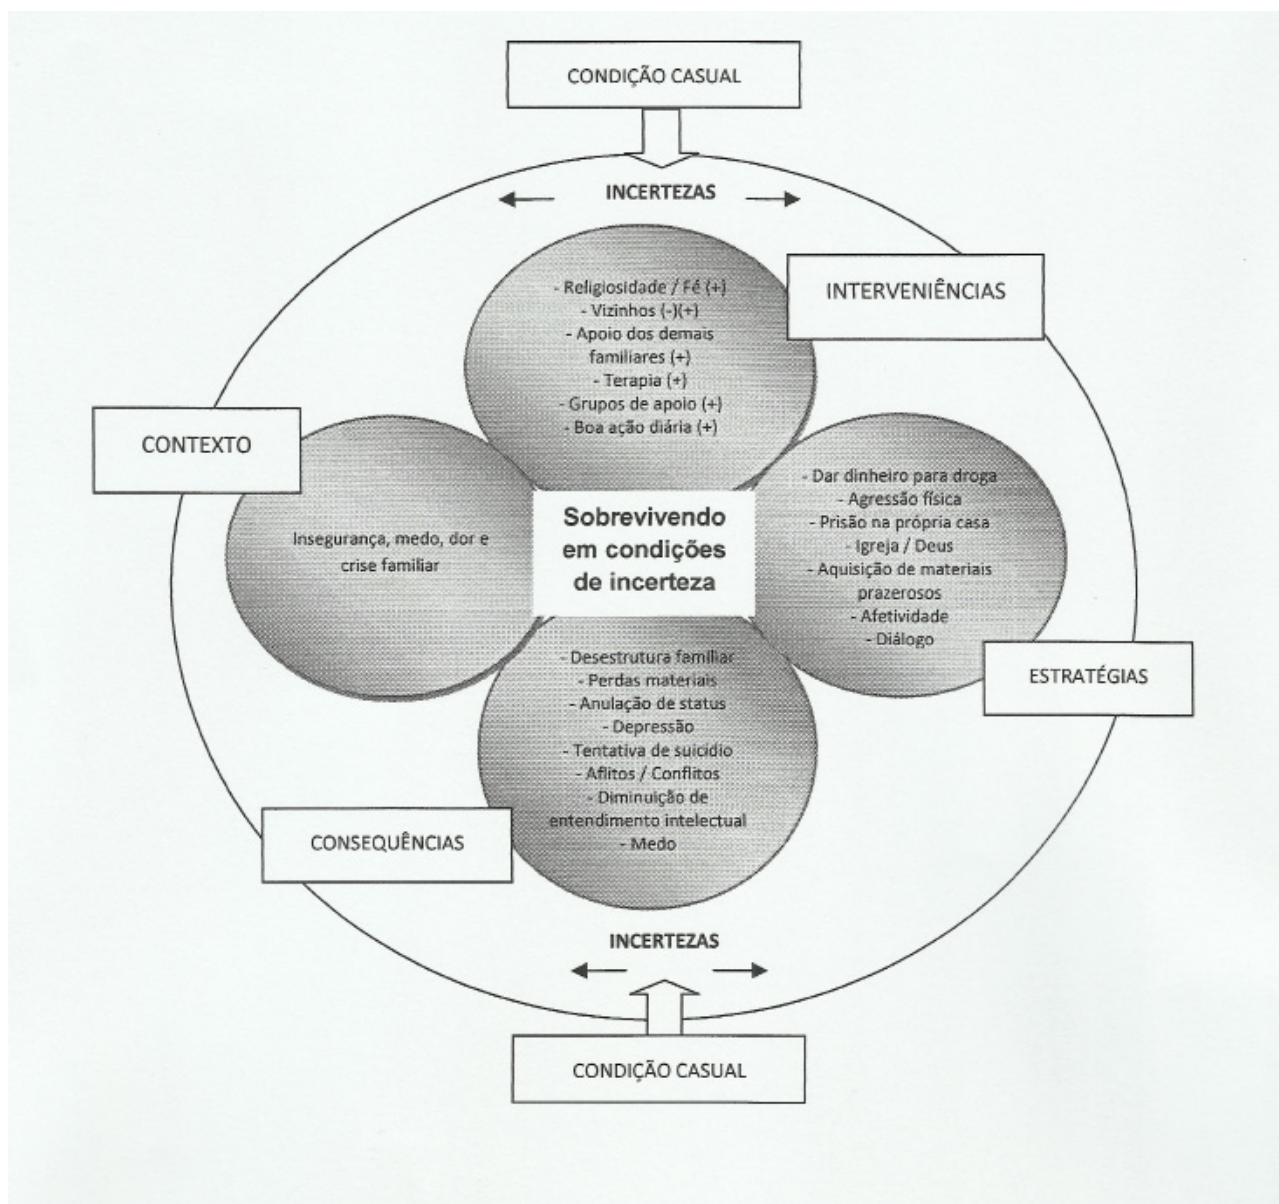 CONDIÇÃO CASUAL
INCERTEZAS
INTERVENIÊNCIAS
- Religiosidade / Fé (+)
- Vizinhos (-)(+)
- Apoio dos demais
familiares (+)
- Terapia (+)
- Grupos de apoio (+)
- Boa ação diária (+)
CONTEXTO
Insegurança, medo, dor e
crise familiar
Sobrevivendo
em condições
de incerteza
- Dar dinheiro para droga
- Agressão física
- Prisão na própria casa
- Igreja / Deus
- Aquisição de materiais
prazerosos
- Afetividade
- Diálogo
ESTRATÉGIAS
- Desestrutura familiar
- Perdas materiais
- Anulação de status
- Depressão
- Tentativa de suicídio
- Aflitos / Conflitos
- Diminuição de
entendimento intelectual
- Medo
CONSEQUÊNCIAS
INCERTEZAS
CONDIÇÃO CASUAL